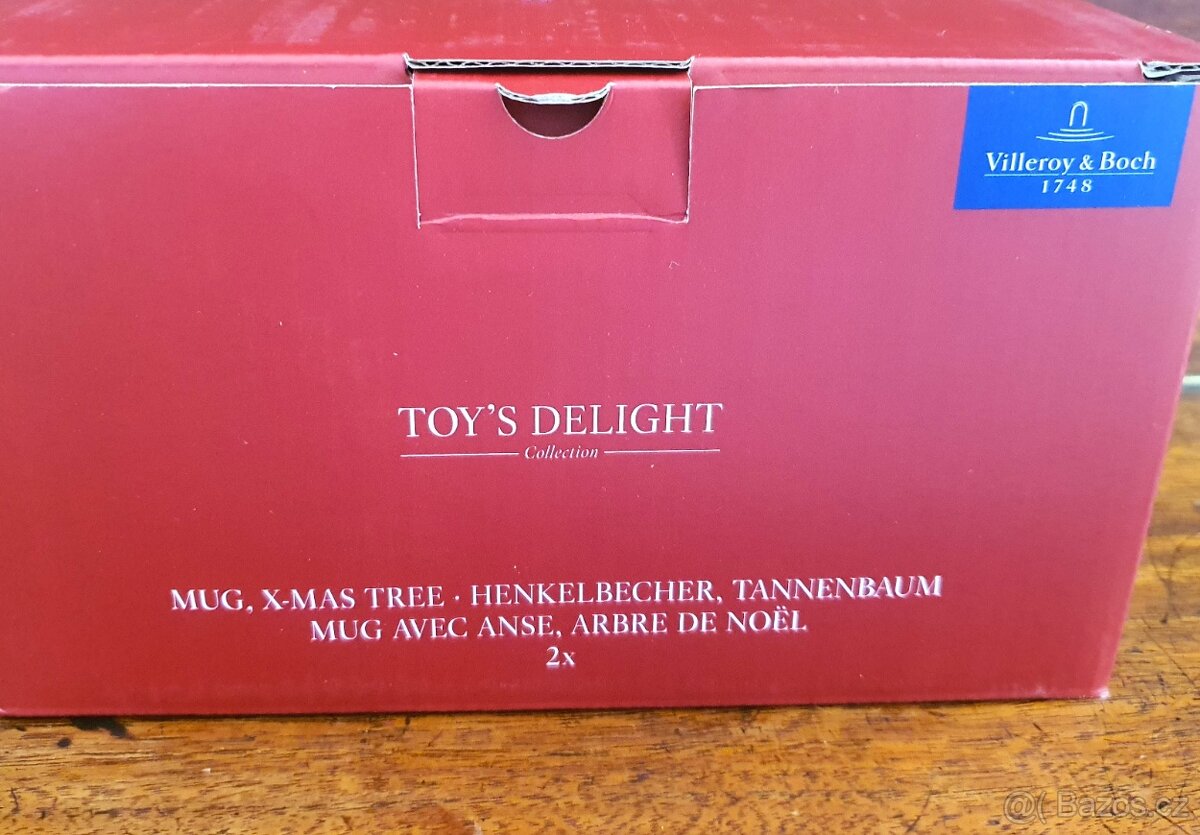 Villeroy & Boch
1748
TOY'S DELIGHT
Collection
MUG, X-MAS TREE · HENKELBECHER, TANNENBAUM
MUG AVEC ANSE, ARBRE DE NOËL
2x
@( Bazos.cz